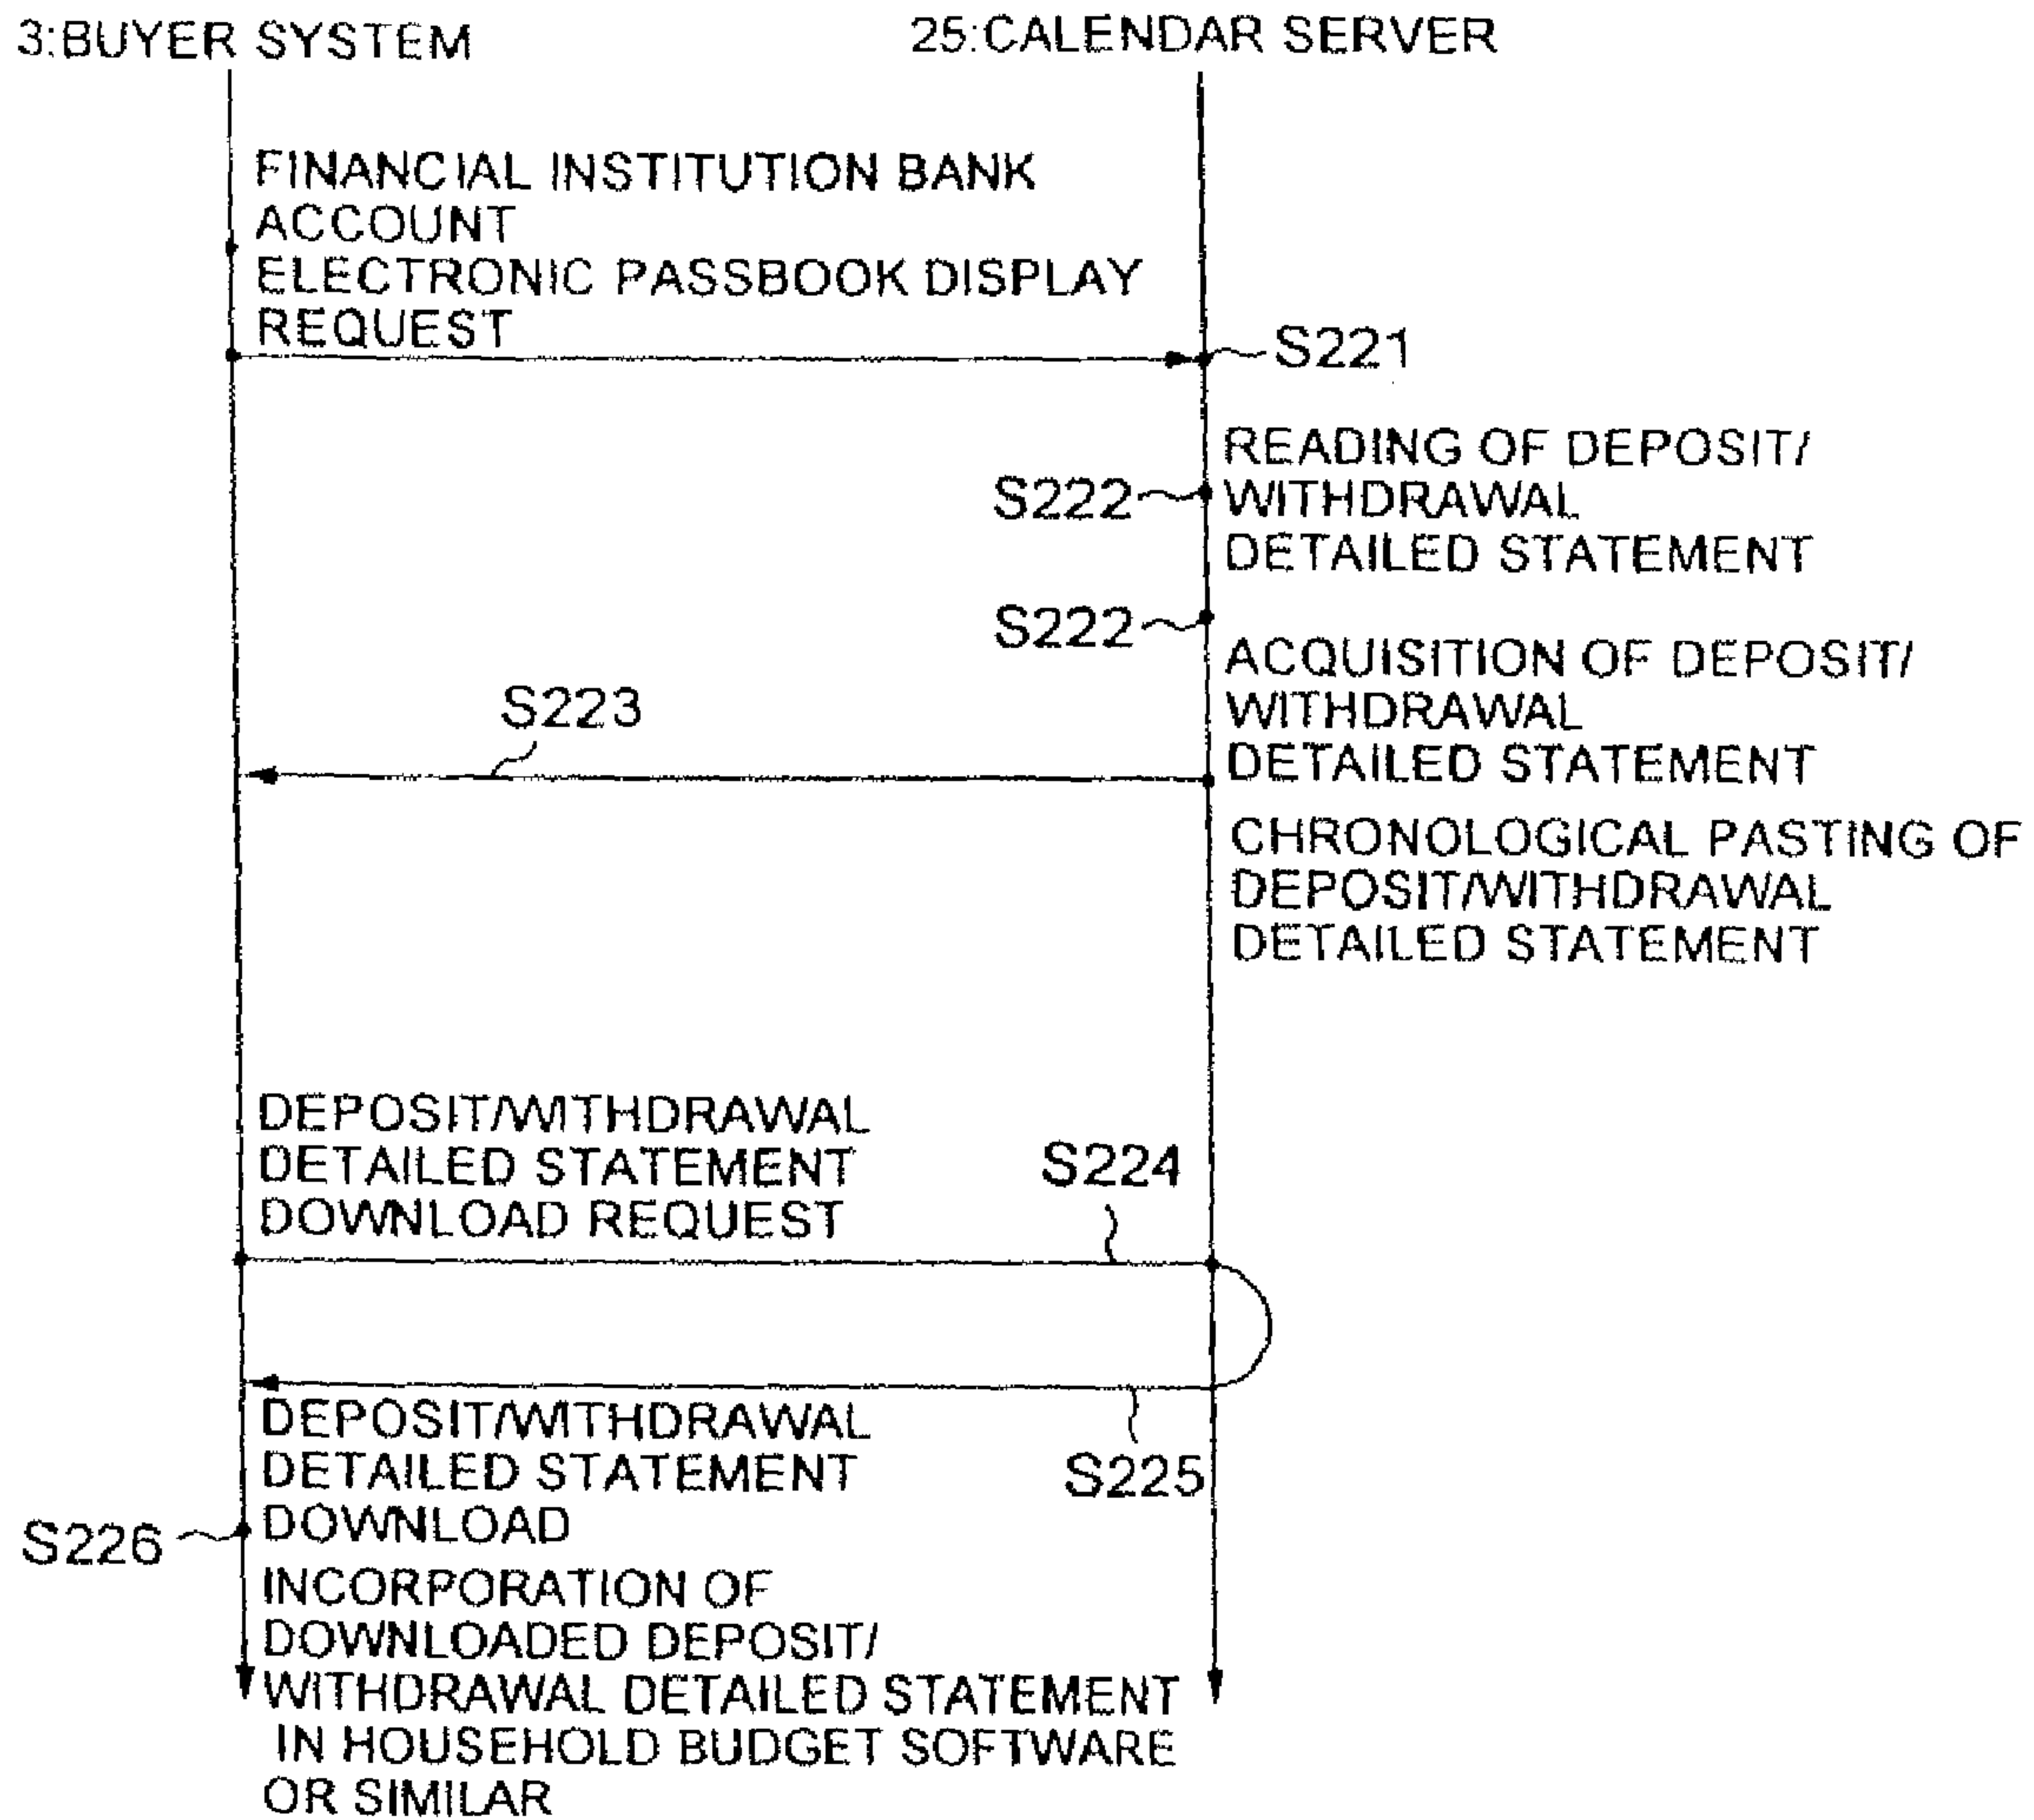 3:BUYER SYSTEM
25:CALENDAR SERVER
FINANCIAL INSTITUTION BANK
ACCOUNT
ELECTRONIC PASSBOOK DISPLAY
REQUEST
S221
READING OF DEPOSIT/
S222
WITHDRAWAL
DETAILED STATEMENT
S222
ACQUISITION OF DEPOSIT/
WITHDRAWAL
DETAILED STATEMENT
S223
CHRONOLOGICAL PASTING OF
DEPOSIT/WITHDRAWAL
DETAILED STATEMENT
DEPOSIT/WITHDRAWAL
DETAILED STATEMENT
DOWNLOAD REQUEST
S224
DEPOSIT/WITHDRAWAL
DETAILED STATEMENT
DOWNLOAD
S225
S226
INCORPORATION OF
DOWNLOADED DEPOSIT/
WITHDRAWAL DETAILED STATEMENT
IN HOUSEHOLD BUDGET SOFTWARE
OR SIMILAR